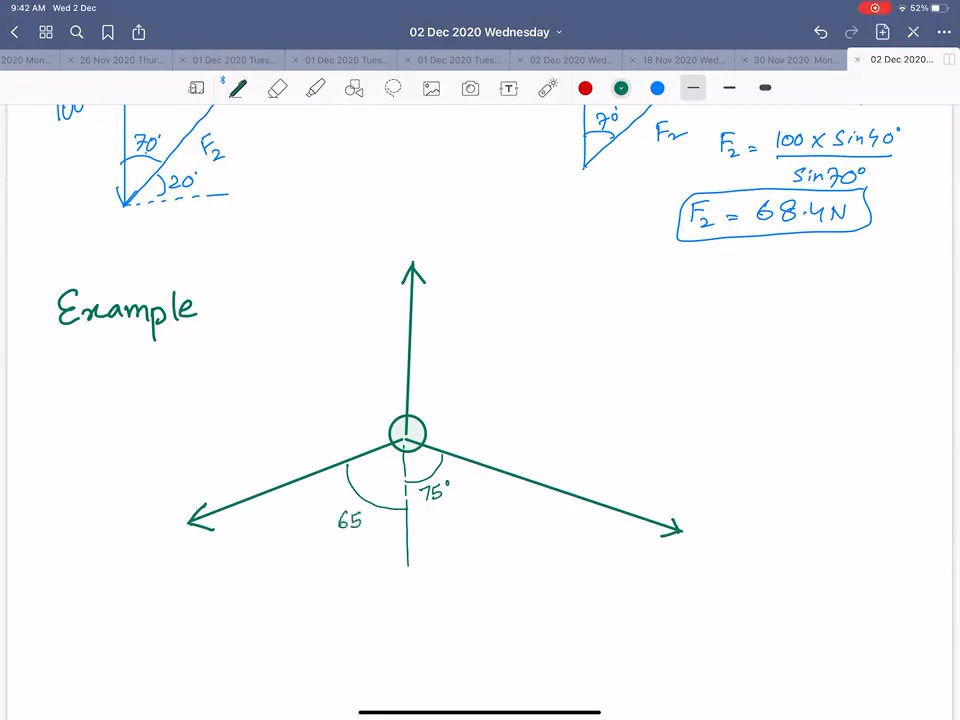 9:42 AM Wed 2 Dec
52%
02 Dec 2020 Wednesday
2020 Mon...
26 Nov 2020 Thur...
01 Dec 2020 Tues...
01 Dec 2020 Tues...
01 Dec 2020 Tues...
02 Dec 2020 Wed...
18 Nov 2020 Wed...
30 Nov 2020. Mon...
02 Dec 2020...
100
70°
F2
20°
70°
F2
F2 = 100 × Sin40°
Sin70°
F2 = 68.4N
Example
75°
65